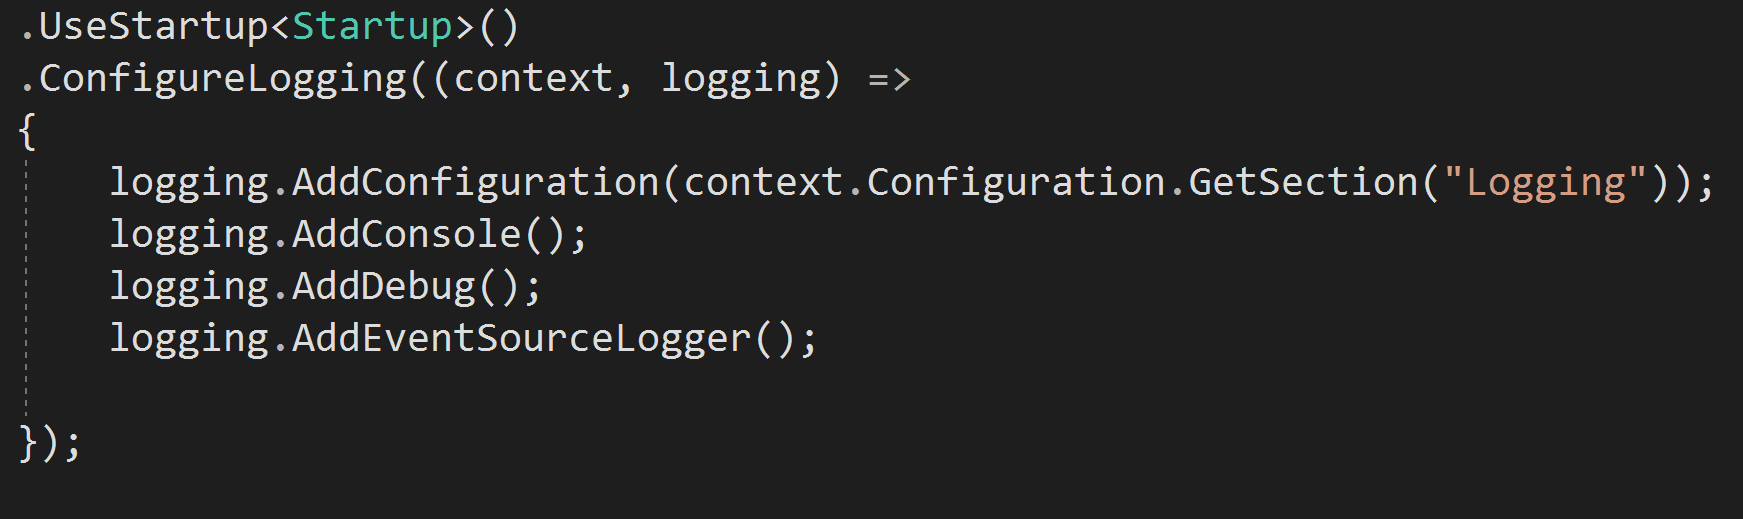 .UseStartup<Startup>()
.ConfigureLogging((context, logging) =>
{
    logging.AddConfiguration(context.Configuration.GetSection("Logging"));
    logging.AddConsole();
    logging.AddDebug();
    logging.AddEventSourceLogger();
});